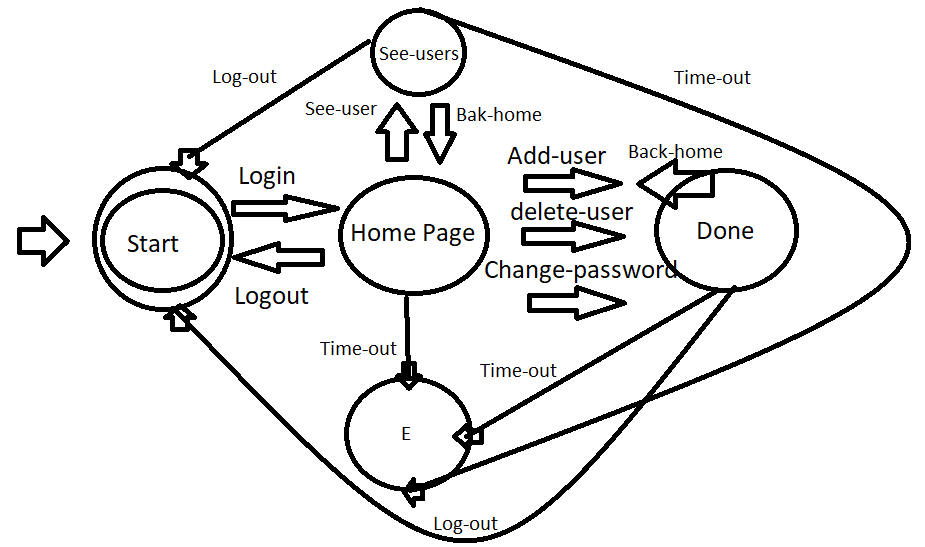 See-users
Log-out
Time-out
See-user
Bak-home
Add-user
Back-home
Login
delete-user
Start
Home Page
Done
Change-password
Logout
Time-out
Time-out
E
Log-out